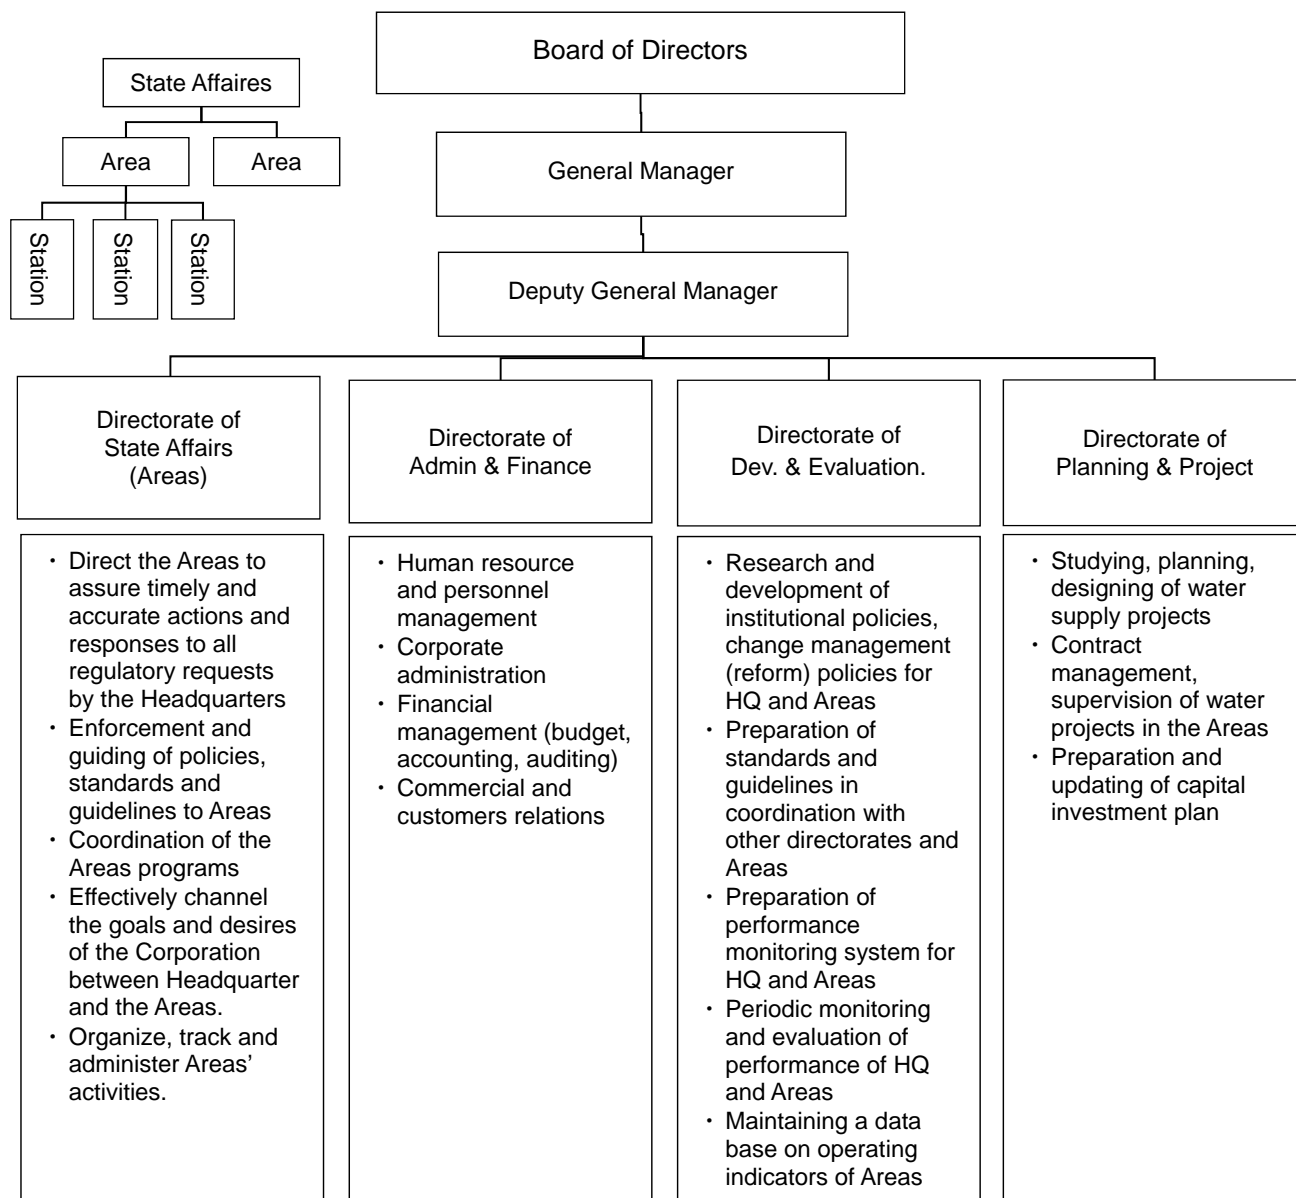 Board of Directors
State Affaires
Area
Area
General Manager
Station
Station
Station
Deputy General Manager
Directorate of
State Affairs
(Areas)
Directorate of
Admin & Finance
Directorate of
Dev. & Evaluation.
Directorate of
Planning & Project
・ Direct the Areas to
assure timely and
accurate actions and
responses to all
regulatory requests
by the Headquarters
・ Enforcement and
guiding of policies,
standards and
guidelines to Areas
・ Coordination of the
Areas programs
・ Effectively channel
the goals and desires
of the Corporation
between Headquarter
and the Areas.
・ Organize, track and
administer Areas’
activities.
・ Human resource
and personnel
management
・ Corporate
administration
・ Financial
management (budget,
accounting, auditing)
・ Commercial and
customers relations
・ Research and
development of
institutional policies,
change management
(reform) policies for
HQ and Areas
・ Preparation of
standards and
guidelines in
coordination with
other directorates and
Areas
・ Preparation of
performance
monitoring system for
HQ and Areas
・ Periodic monitoring
and evaluation of
performance of HQ
and Areas
・ Maintaining a data
base on operating
indicators of Areas
・ Studying, planning,
designing of water
supply projects
・ Contract
management,
supervision of water
projects in the Areas
・ Preparation and
updating of capital
investment plan